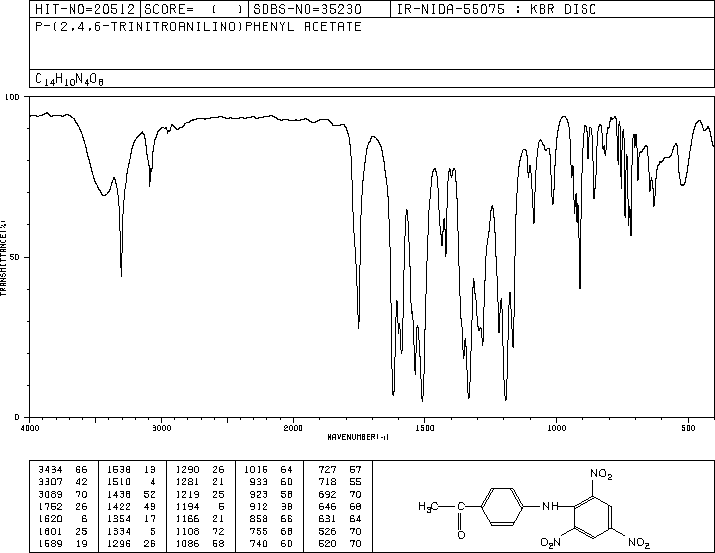 HIT-NO=20512 SCORE= ( ) SDBS-NO=35230 IR-NIDA-55075 : KBR DISC
P-(2,4,6-TRINITROANILINO)PHENYL ACETATE
C14H10N4O8
100
50
0
TRANSMITTANCE(%)
4000 3000 2000 1500 1000 500
WAVENUMBER(-1)
3434 66 1538 13 1290 26 1016 64 727 57
3307 42 1510 4 1281 21 933 60 718 55
3089 70 1438 52 1219 25 923 58 692 70
1752 26 1422 49 1194 5 912 38 646 68
1620 6 1354 17 1166 21 858 66 631 64
1601 25 1334 5 1108 72 755 68 526 70
1589 19 1296 26 1086 58 740 60 520 70
NO2
H3C C NH
O O2N NO2